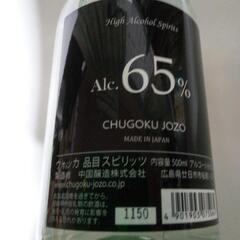 High Alcohol Spirits
Alc. 65%
CHUGOKU JOZO
MADE IN JAPAN
ウオッカ 品目スピリッツ 内容量 500ml アルコール
製造者 中国醸造株式会社 広島県廿日市市桜尾
www.chugoku-jozo.co.jp
1150